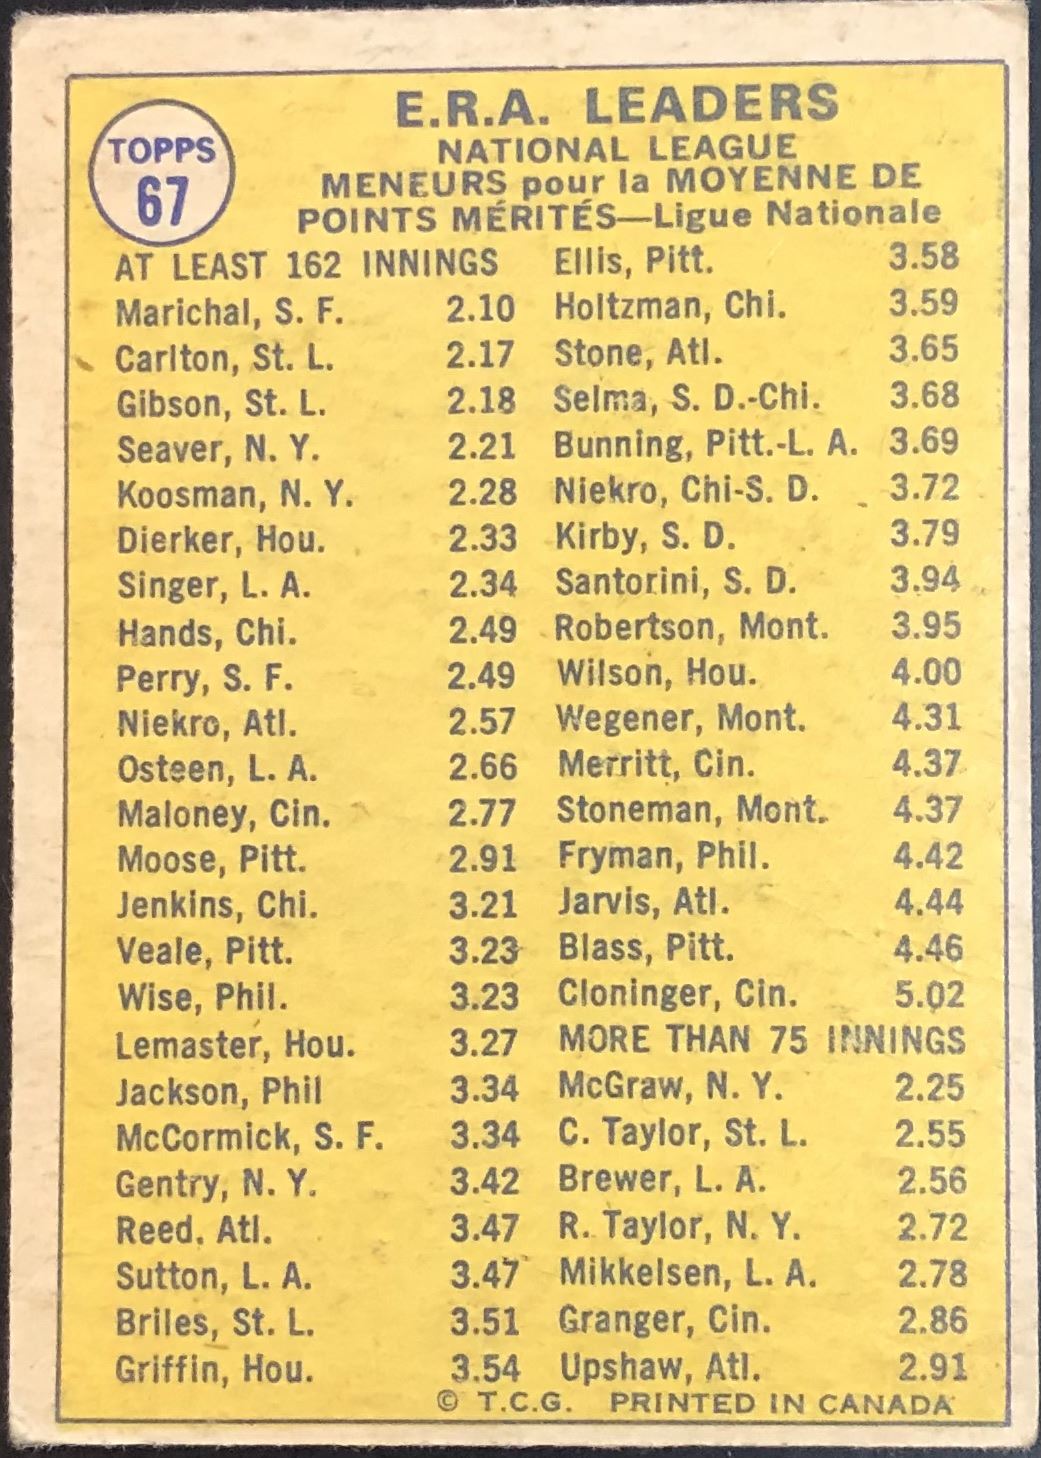 TOPPS
67
E.R.A. LEADERS
NATIONAL LEAGUE
MENEURS pour la MOYENNE DE
POINTS MÉRITÉS—Ligue Nationale
AT LEAST 162 INNINGS
Marichal, S. F. 2.10
Carlton, St. L. 2.17
Gibson, St. L. 2.18
Seaver, N. Y. 2.21
Koosman, N. Y. 2.28
Dierker, Hou. 2.33
Singer, L. A. 2.34
Hands, Chi. 2.49
Perry, S. F. 2.49
Niekro, Atl. 2.57
Osteen, L. A. 2.66
Maloney, Cin. 2.77
Moose, Pitt. 2.91
Jenkins, Chi. 3.21
Veale, Pitt. 3.23
Wise, Phil. 3.23
Lemaster, Hou. 3.27
Jackson, Phil 3.34
McCormick, S. F. 3.34
Gentry, N. Y. 3.42
Reed. Atl. 3.47
Sutton, L. A. 3.47
Briles, St. L. 3.51
Griffin, Hou. 3.54
Ellis, Pitt. 3.58
Holtzman, Chi. 3.59
Stone, Atl. 3.65
Selma, S. D.-Chi. 3.68
Bunning, Pitt.-L. A. 3.69
Niekro, Chi-S. D. 3.72
Kirby, S. D. 3.79
Santorini, S. D. 3.94
Robertson, Mont. 3.95
Wilson, Hou. 4.00
Wegener, Mont. 4.31
Merritt, Cin. 4.37
Stoneman, Mont. 4.37
Fryman, Phil. 4.42
Jarvis, Atl. 4.44
Blass, Pitt. 4.46
Cloninger, Cin. 5.02
MORE THAN 75 INNINGS
McGraw, N. Y. 2.25
C. Taylor, St. L. 2.55
Brewer, L. A. 2.56
R. Taylor, N. Y. 2.72
Mikkelsen, L. A. 2.78
Granger, Cin. 2.86
Upshaw, Atl. 2.91
© T.C.G. PRINTED IN CANADA